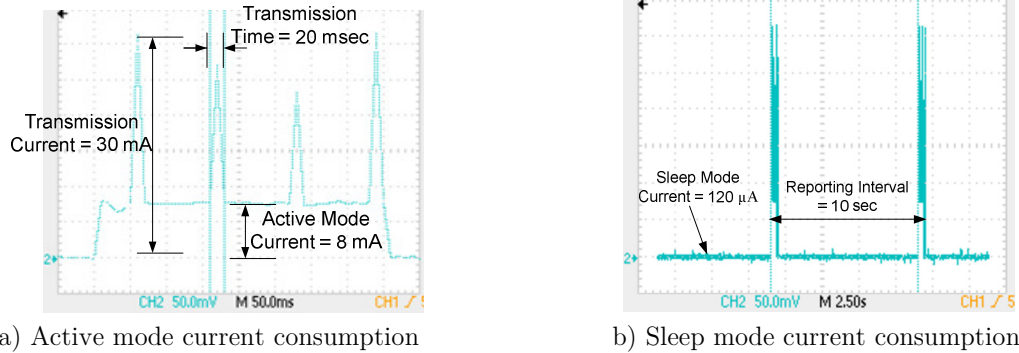 Transmission
Time = 20 msec
Transmission
Current = 30 mA
Active Mode
Current = 8 mA
2
CH2 50.0mV M 50.0ms CH1
a) Active mode current consumption
Sleep Mode
Current = 120 µA
Reporting Interval
= 10 sec
2
CH2 50.0mV M 2.50s CH1
b) Sleep mode current consumption